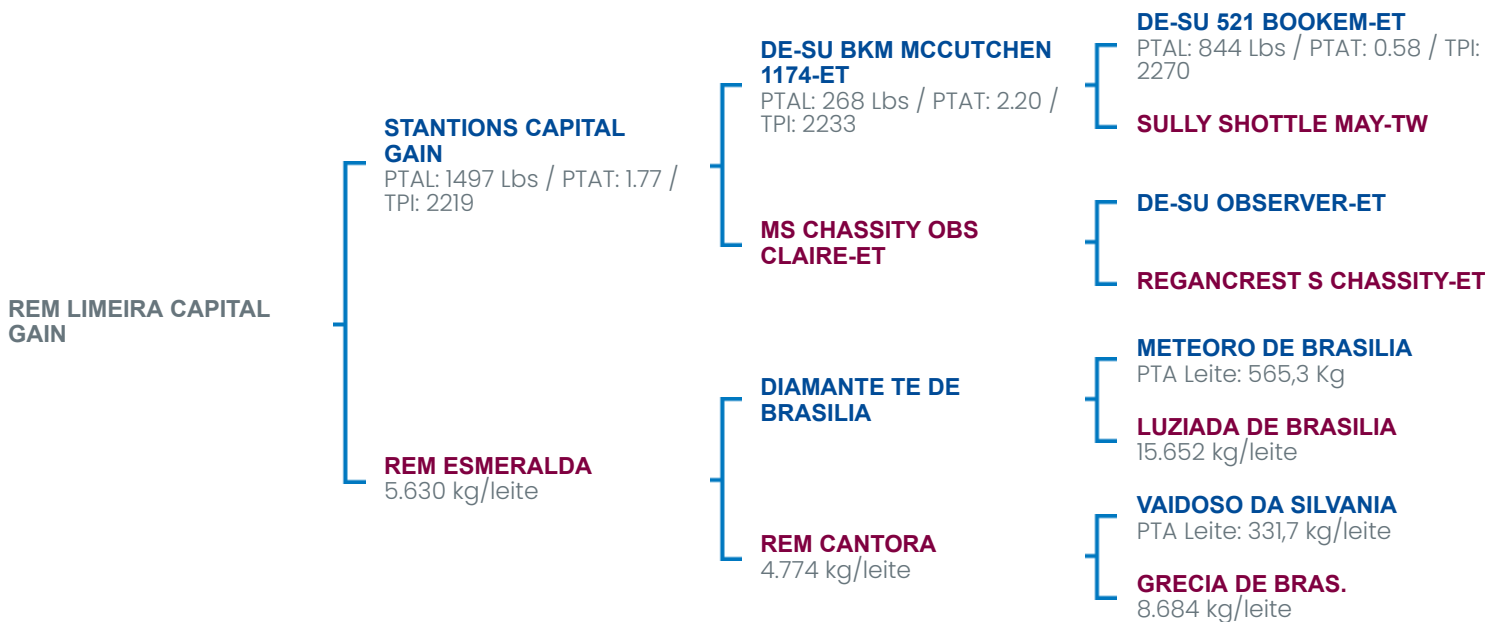 REM LIMEIRA CAPITAL
GAIN
STANTIONS CAPITAL
GAIN
PTAL: 1497 Lbs / PTAT: 1.77 /
TPI: 2219
REM ESMERALDA
5.630 kg/leite
DE-SU BKM MCCUTCHEN
1174-ET
PTAL: 268 Lbs / PTAT: 2.20 /
TPI: 2233
MS CHASSITY OBS
CLAIRE-ET
DIAMANTE TE DE
BRASILIA
REM CANTORA
4.774 kg/leite
DE-SU 521 BOOKEM-ET
PTAL: 844 Lbs / PTAT: 0.58 / TPI:
2270
SULLY SHOTTLE MAY-TW
DE-SU OBSERVER-ET
REGANCREST S CHASSITY-ET
METEORO DE BRASILIA
PTA Leite: 565,3 Kg
LUZIADA DE BRASILIA
15.652 kg/leite
VAIDOSO DA SILVANIA
PTA Leite: 331,7 kg/leite
GRECIA DE BRAS.
8.684 kg/leite